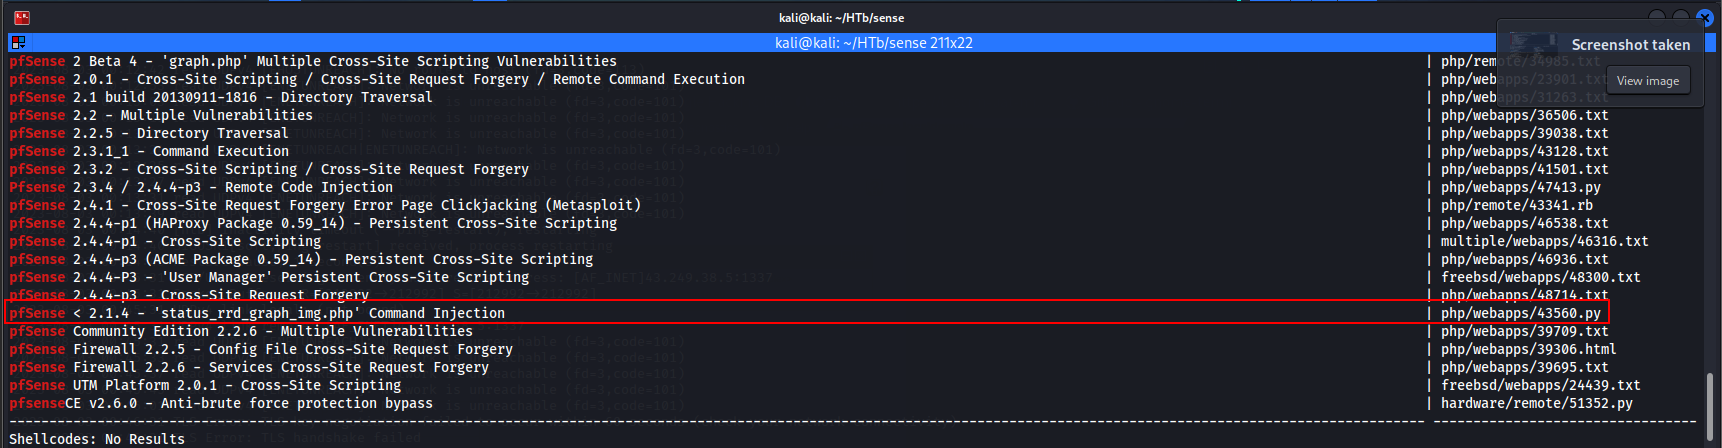 kali@kali: ~/HTb/sense
kali@kali: ~/HTb/sense 211x22
Screenshot taken
View image
pfSense 2 Beta 4 - 'graph.php' Multiple Cross-Site Scripting Vulnerabilities | php/remote/34985.txt
pfSense 2.0.1 - Cross-Site Scripting / Cross-Site Request Forgery / Remote Command Execution | php/webapps/23901.txt
pfSense 2.1 build 20130911-1816 - Directory Traversal | php/webapps/31263.txt
pfSense 2.2 - Multiple Vulnerabilities | php/webapps/36506.txt
pfSense 2.2.5 - Directory Traversal | php/webapps/39038.txt
pfSense 2.3.1_1 - Command Execution | php/webapps/43128.txt
pfSense 2.3.2 - Cross-Site Scripting / Cross-Site Request Forgery | php/webapps/41501.txt
Pfsense 2.3.4 / 2.4.4-p3 - Remote Code Injection | php/webapps/47413.py
pfSense 2.4.1 - Cross-Site Request Forgery Error Page Clickjacking (Metasploit) | php/remote/43341.rb
pfSense 2.4.4-p1 (HAProxy Package 0.59_14) - Persistent Cross-Site Scripting | php/webapps/46538.txt
pfSense 2.4.4-p1 - Cross-Site Scripting | multiple/webapps/46316.txt
pfSense 2.4.4-p3 (ACME Package 0.59_14) - Persistent Cross-Site Scripting | php/webapps/46936.txt
pfSense 2.4.4-P3 - 'User Manager' Persistent Cross-Site Scripting | freebsd/webapps/48300.txt
pfSense 2.4.4-p3 - Cross-Site Request Forgery | php/webapps/48714.txt
pfSense < 2.1.4 - 'status_rrd_graph_img.php' Command Injection | php/webapps/43560.py
pfSense Community Edition 2.2.6 - Multiple Vulnerabilities | php/webapps/39709.txt
pfSense Firewall 2.2.5 - Config File Cross-Site Request Forgery | php/webapps/39306.html
pfSense Firewall 2.2.6 - Services Cross-Site Request Forgery | php/webapps/39695.txt
pfSense UTM Platform 2.0.1 - Cross-Site Scripting | freebsd/webapps/24439.txt
pfsenseCE v2.6.0 - Anti-brute force protection bypass | hardware/remote/51352.py
Shellcodes: No Results